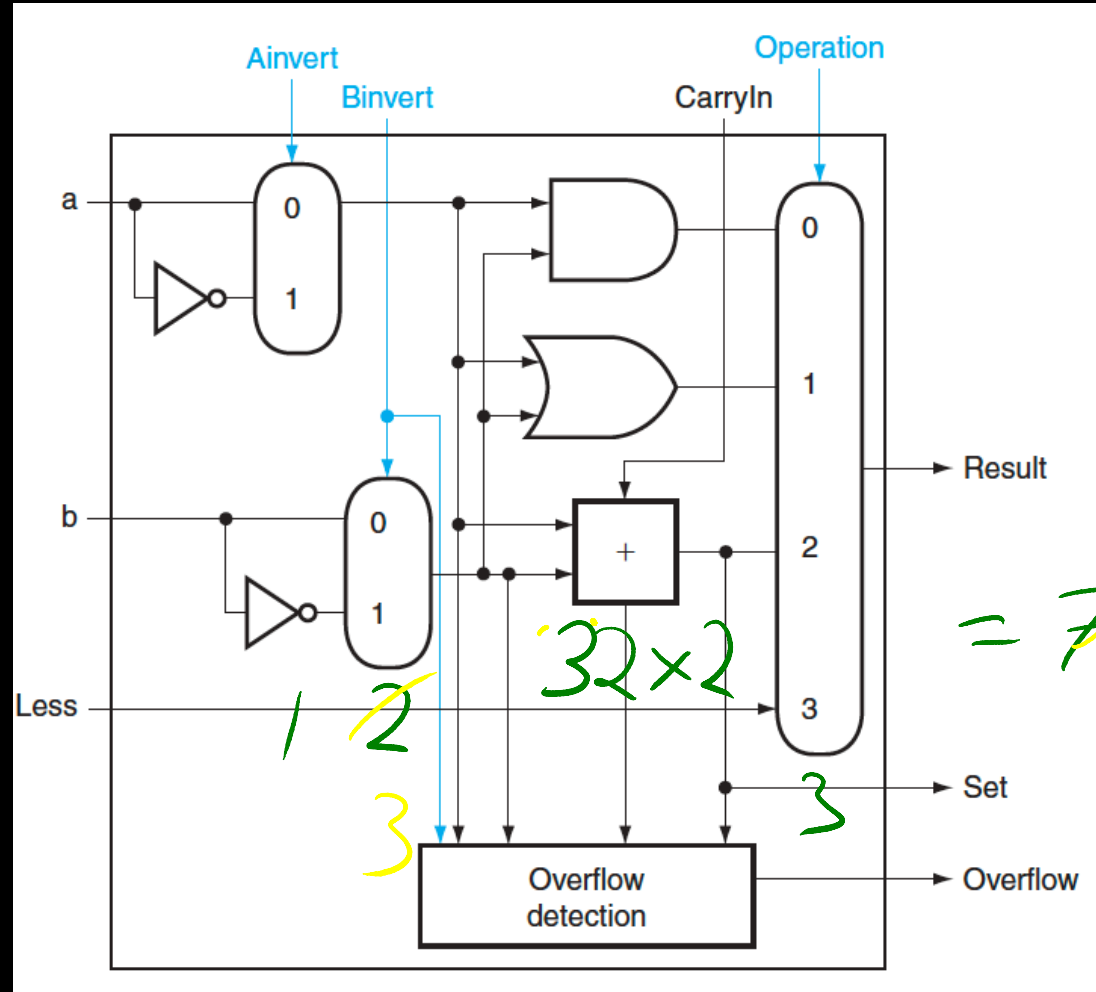 Operation
Ainvert
Binvert
CarryIn
a
0
1
0
1
b
0
1
+
2
Result
32×2
=
Less
1 2
3
3
3
Set
Overflow
detection
Overflow